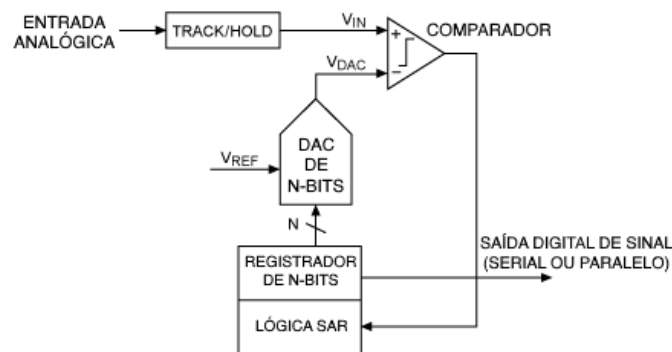 ENTRADA
ANALÓGICA
TRACK/HOLD
VIN
+
COMPARADOR
VDAC
−
DAC
DE
N-BITS
VREF
N
REGISTRADOR
DE N-BITS
SAÍDA DIGITAL DE SINAL
(SERIAL OU PARALELO)
LÓGICA SAR